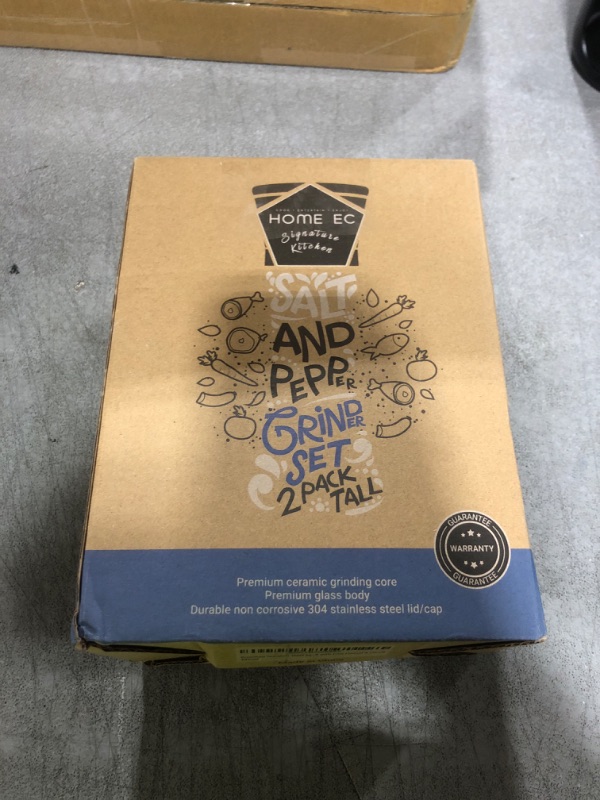 HOME EC
Signature
Kitchen
SALT
AND
PEPPER
GRINDER
SET
2 PACK
TALL
GUARANTEE
WARRANTY
GUARANTEE
Premium ceramic grinding core
Premium glass body
Durable non corrosive 304 stainless steel lid/cap